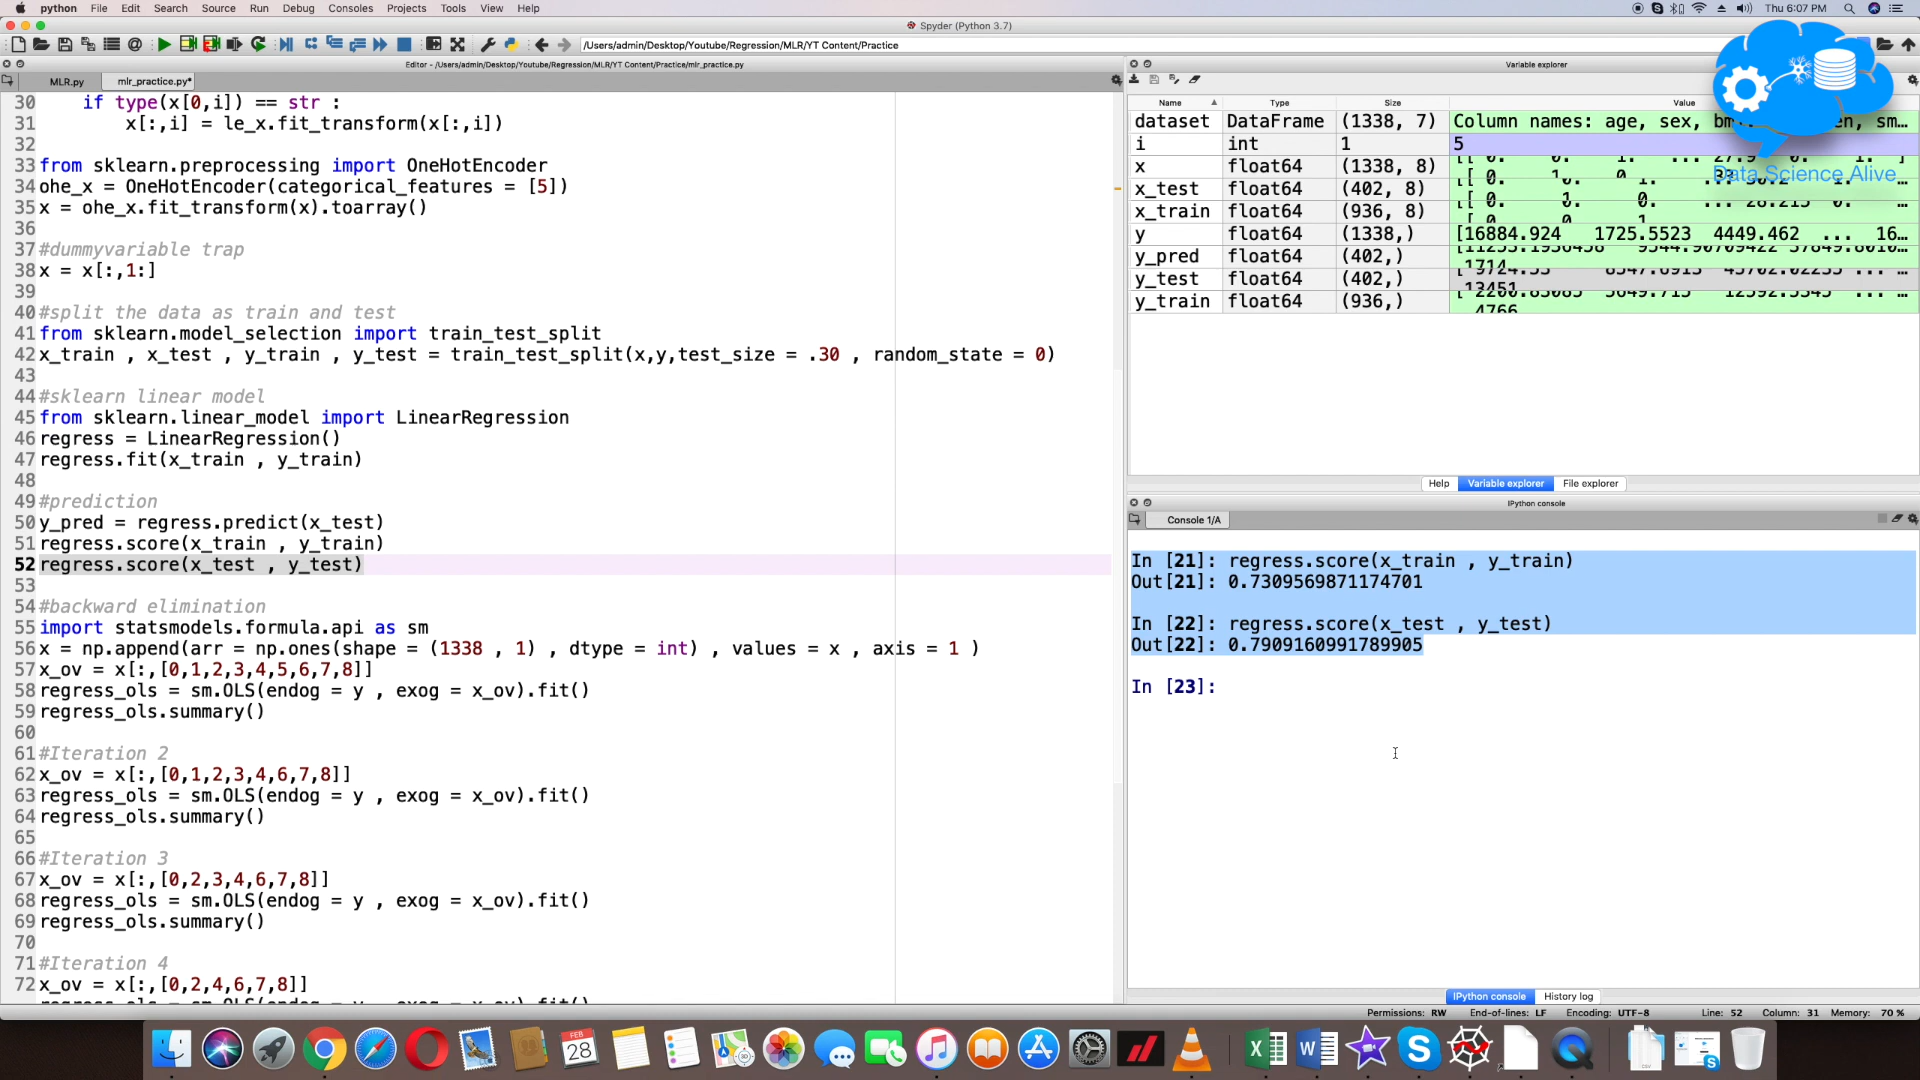 python File Edit Search Source Run Debug Consoles Projects Tools View Help Thu 6:07 PM
Spyder (Python 3.7)
/Users/admin/Desktop/Youtube/Regression/MLR/YT Content/Practice
Editor - /Users/admin/Desktop/Youtube/Regression/MLR/YT Content/Practice/mlr_practice.py
MLR.py mlr_practice.py*
30 if type(x[0,i]) == str :
31 x[:,i] = le_x.fit_transform(x[:,i])
32
33 from sklearn.preprocessing import OneHotEncoder
34 ohe_x = OneHotEncoder(categorical_features = [5])
35 x = ohe_x.fit_transform(x).toarray()
36
37 #dummyvariable trap
38 x = x[:,1:]
39
40 #split the data as train and test
41 from sklearn.model_selection import train_test_split
42 x_train , x_test , y_train , y_test = train_test_split(x,y,test_size = .30 , random_state = 0)
43
44 #sklearn linear model
45 from sklearn.linear_model import LinearRegression
46 regress = LinearRegression()
47 regress.fit(x_train , y_train)
48
49 #prediction
50 y_pred = regress.predict(x_test)
51 regress.score(x_train , y_train)
52 regress.score(x_test , y_test)
53
54 #backward elimination
55 import statsmodels.formula.api as sm
56 x = np.append(arr = np.ones(shape = (1338 , 1) , dtype = int) , values = x , axis = 1 )
57 x_ov = x[:,[0,1,2,3,4,5,6,7,8]]
58 regress_ols = sm.OLS(endog = y , exog = x_ov).fit()
59 regress_ols.summary()
60
61 #Iteration 2
62 x_ov = x[:,[0,1,2,3,4,6,7,8]]
63 regress_ols = sm.OLS(endog = y , exog = x_ov).fit()
64 regress_ols.summary()
65
66 #Iteration 3
67 x_ov = x[:,[0,2,3,4,6,7,8]]
68 regress_ols = sm.OLS(endog = y , exog = x_ov).fit()
69 regress_ols.summary()
70
71 #Iteration 4
72 x_ov = x[:,[0,2,4,6,7,8]]
Variable explorer
Name Type Size Value
dataset DataFrame (1338, 7) Column names: age, sex, sm...
i int 1 5
x float64 (1338, 8)
x_test float64 (402, 8)
x_train float64 (936, 8)
y float64 (1338,) [16884.924 1725.5523 4449.462 ... 16...
y_pred float64 (402,)
y_test float64 (402,)
y_train float64 (936,)
Data Science Alive
Help Variable explorer File explorer
IPython console
Console 1/A
In [21]: regress.score(x_train , y_train)
Out[21]: 0.7309569871174701
In [22]: regress.score(x_test , y_test)
Out[22]: 0.7909160991789905
In [23]:
IPython console History log
Permissions: RW End-of-lines: LF Encoding: UTF-8 Line: 52 Column: 31 Memory: 70 %
FEB
28